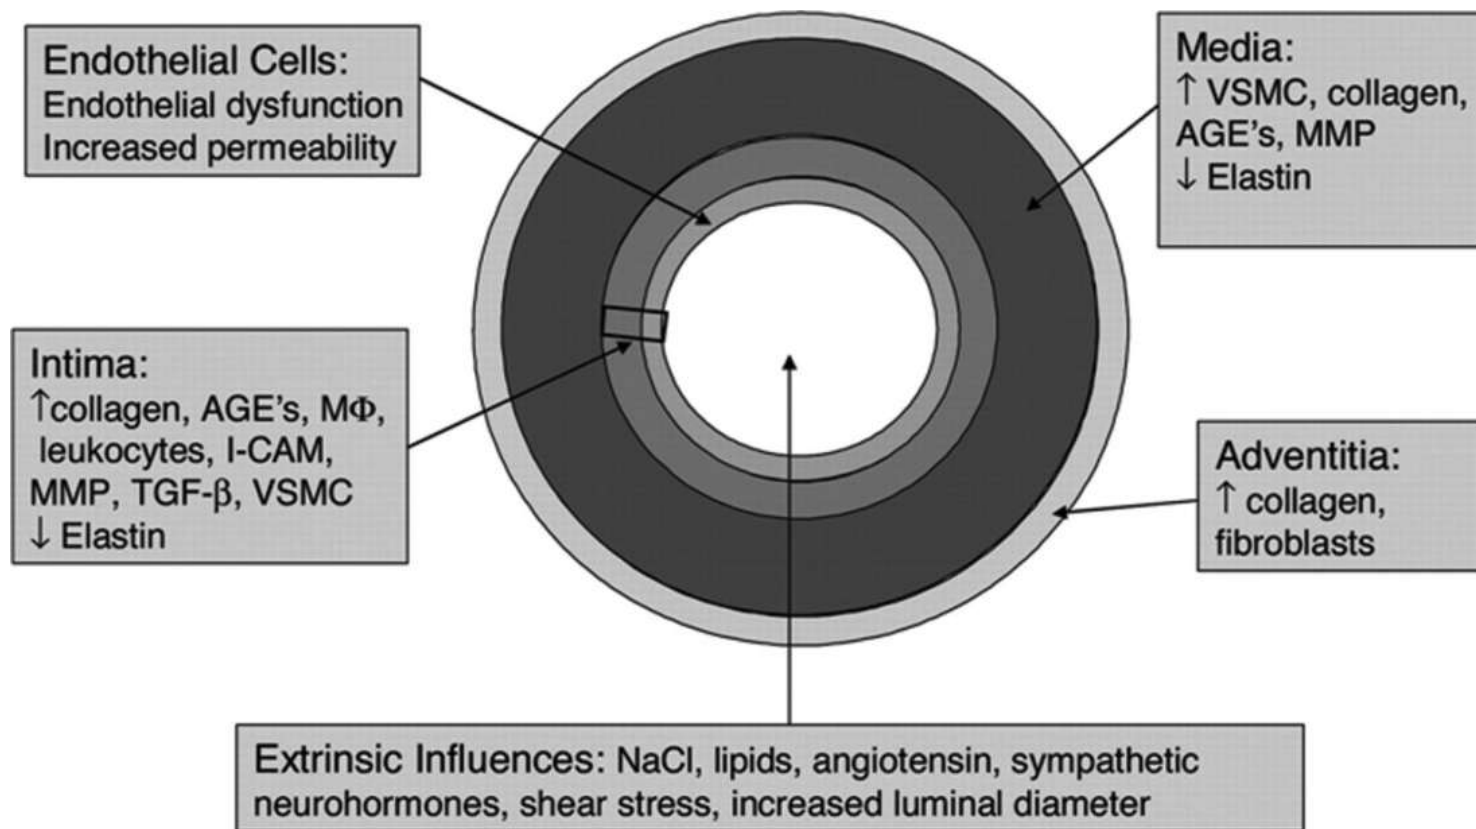 Endothelial Cells:
Endothelial dysfunction
Increased permeability
Media:
↑ VSMC, collagen,
AGE's, MMP
↓ Elastin
Intima:
↑collagen, AGE's, MΦ,
leukocytes, I-CAM,
MMP, TGF-β, VSMC
↓ Elastin
Adventitia:
↑ collagen,
fibroblasts
Extrinsic Influences: NaCl, lipids, angiotensin, sympathetic
neurohormones, shear stress, increased luminal diameter